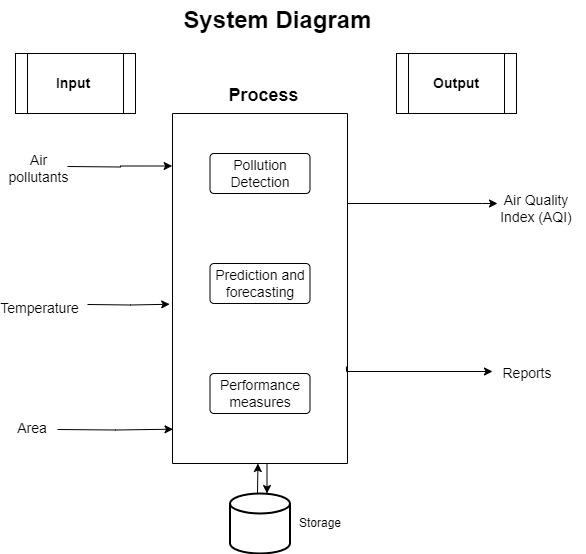 System Diagram
Input
Output
Process
Air
pollutants
Pollution
Detection
Air Quality
Index (AQI)
Temperature
Prediction and
forecasting
Performance
measures
Reports
Area
Storage